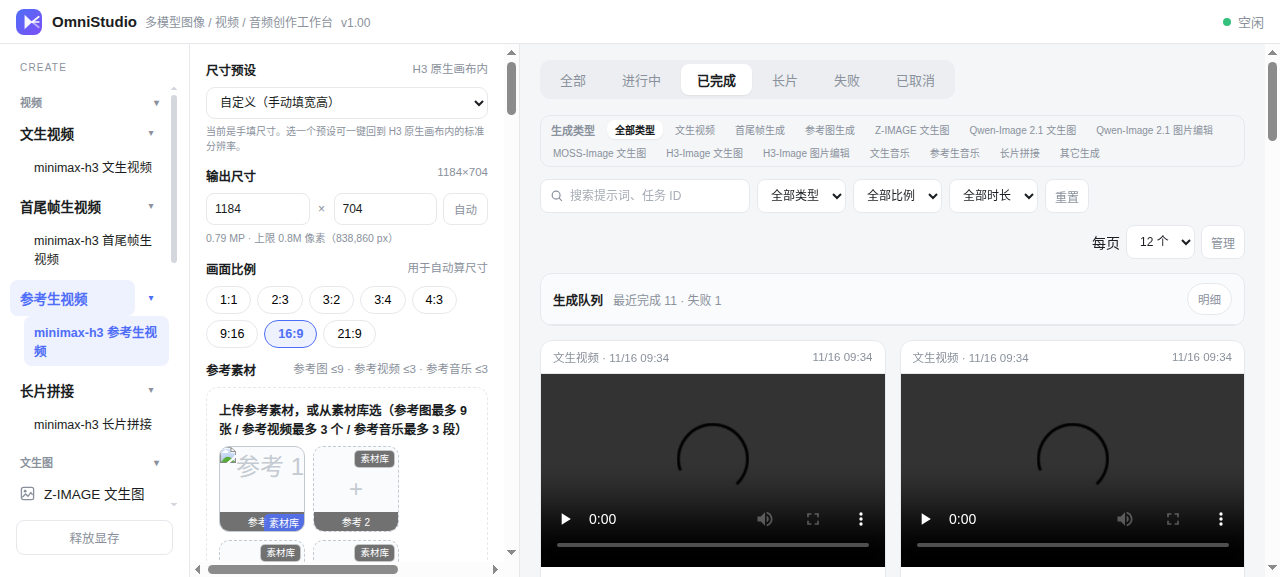 OmniStudio 多模型图像 / 视频 / 音频创作工作台 v1.00
空闲
CREATE
视频
文生视频
minimax-h3 文生视频
首尾帧生视频
minimax-h3 首尾帧生
视频
参考生视频
minimax-h3 参考生视
频
长片拼接
minimax-h3 长片拼接
文生图
Z-IMAGE 文生图
释放显存
尺寸预设 H3 原生画布内
自定义（手动填宽高）
当前是手填尺寸。选一个预设可一键回到 H3 原生画布内的标准
分辨率。
输出尺寸 1184×704
1184 × 704 自动
0.79 MP · 上限 0.8M 像素（838,860 px）
画面比例 用于自动算尺寸
1:1 2:3 3:2 3:4 4:3
9:16 16:9 21:9
参考素材 参考图 ≤9 · 参考视频 ≤3 · 参考音乐 ≤3
上传参考素材，或从素材库选（参考图最多 9
张 / 参考视频最多 3 个 / 参考音乐最多 3 段）
参考 1 素材库
+
素材库 参考 2
素材库 素材库
全部 进行中 已完成 长片 失败 已取消
生成类型 全部类型 文生视频 首尾帧生成 参考图生成 Z-IMAGE 文生图 Qwen-Image 2.1 文生图 Qwen-Image 2.1 图片编辑
MOSS-Image 文生图 H3-Image 文生图 H3-Image 图片编辑 文生音乐 参考生音乐 长片拼接 其它生成
搜索提示词、任务 ID 全部类型 全部比例 全部时长 重置
每页 12 个 管理
生成队列 最近完成 11 · 失败 1 明细
文生视频 · 11/16 09:34 11/16 09:34
文生视频 · 11/16 09:34 11/16 09:34
0:00
0:00